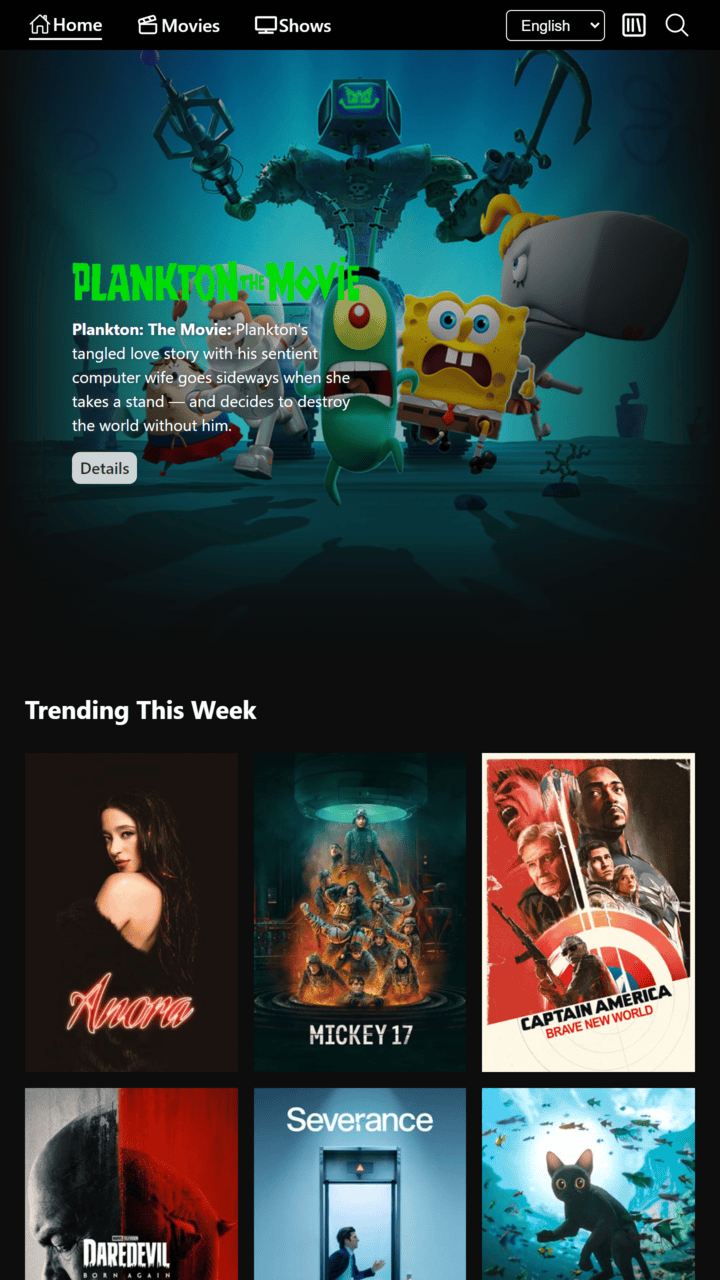 Home
Movies
Shows
English
PLANKTON THE MOVIE
Plankton: The Movie: Plankton's
tangled love story with his sentient
computer wife goes sideways when she
takes a stand — and decides to destroy
the world without him.
Details
Trending This Week
Anora
MICKEY 17
CAPTAIN AMERICA
BRAVE NEW WORLD
MARVEL TELEVISION
DAREDEVIL
BORN AGAIN
Severance